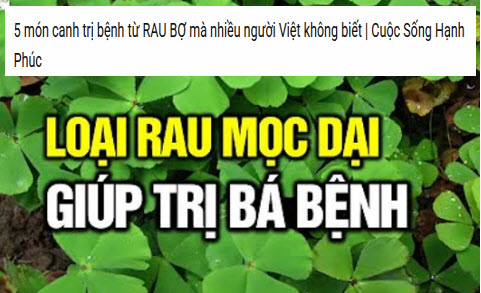 5 món canh trị bệnh từ RAU BỢ mà nhiều người Việt không biết | Cuộc Sống Hạnh
Phúc
LOẠI RAU MỌC DẠI
GIÚP TRỊ BÁ BỆNH